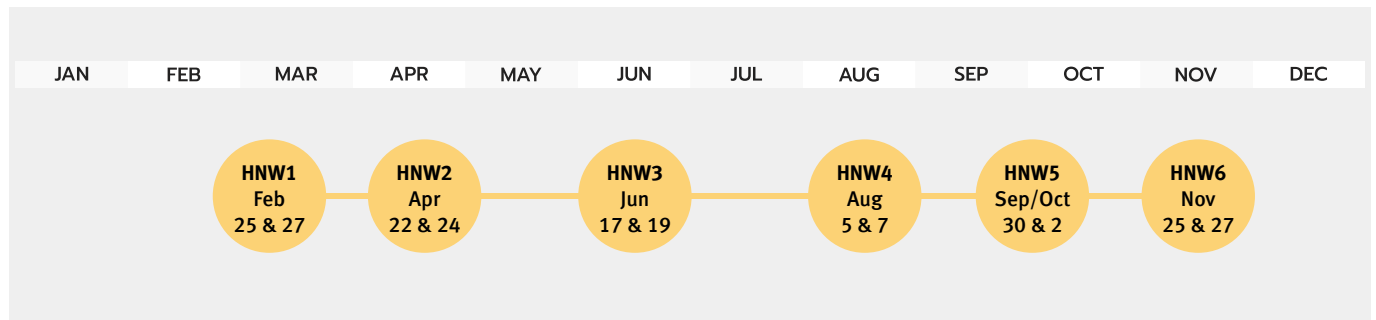 JAN FEB MAR APR MAY JUN JUL AUG SEP OCT NOV DEC
HNW1
Feb
25 & 27
HNW2
Apr
22 & 24
HNW3
Jun
17 & 19
HNW4
Aug
5 & 7
HNW5
Sep/Oct
30 & 2
HNW6
Nov
25 & 27